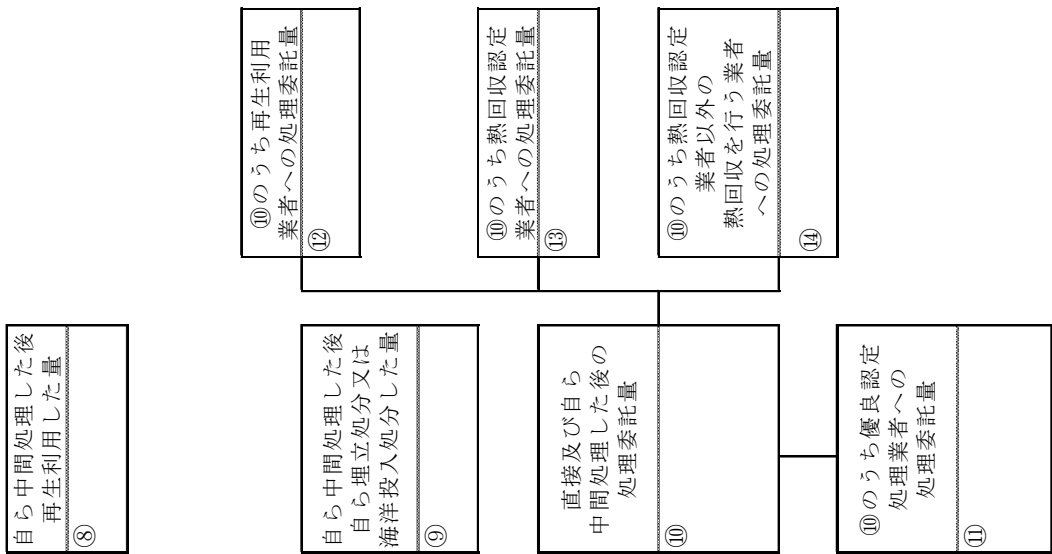 自ら中間処理した後
再生利用した量
⑧
自ら中間処理した後
自ら埋立処分又は
海洋投入処分した量
⑨
直接及び自ら
中間処理した後の
処理委託量
⑩
⑩のうち優良認定
処理業者への
処理委託量
⑪
⑩のうち再生利用
業者への処理委託量
⑫
⑩のうち熱回収認定
業者への処理委託量
⑬
⑩のうち熱回収認定
業者以外の
熱回収を行う業者
への処理委託量
⑭